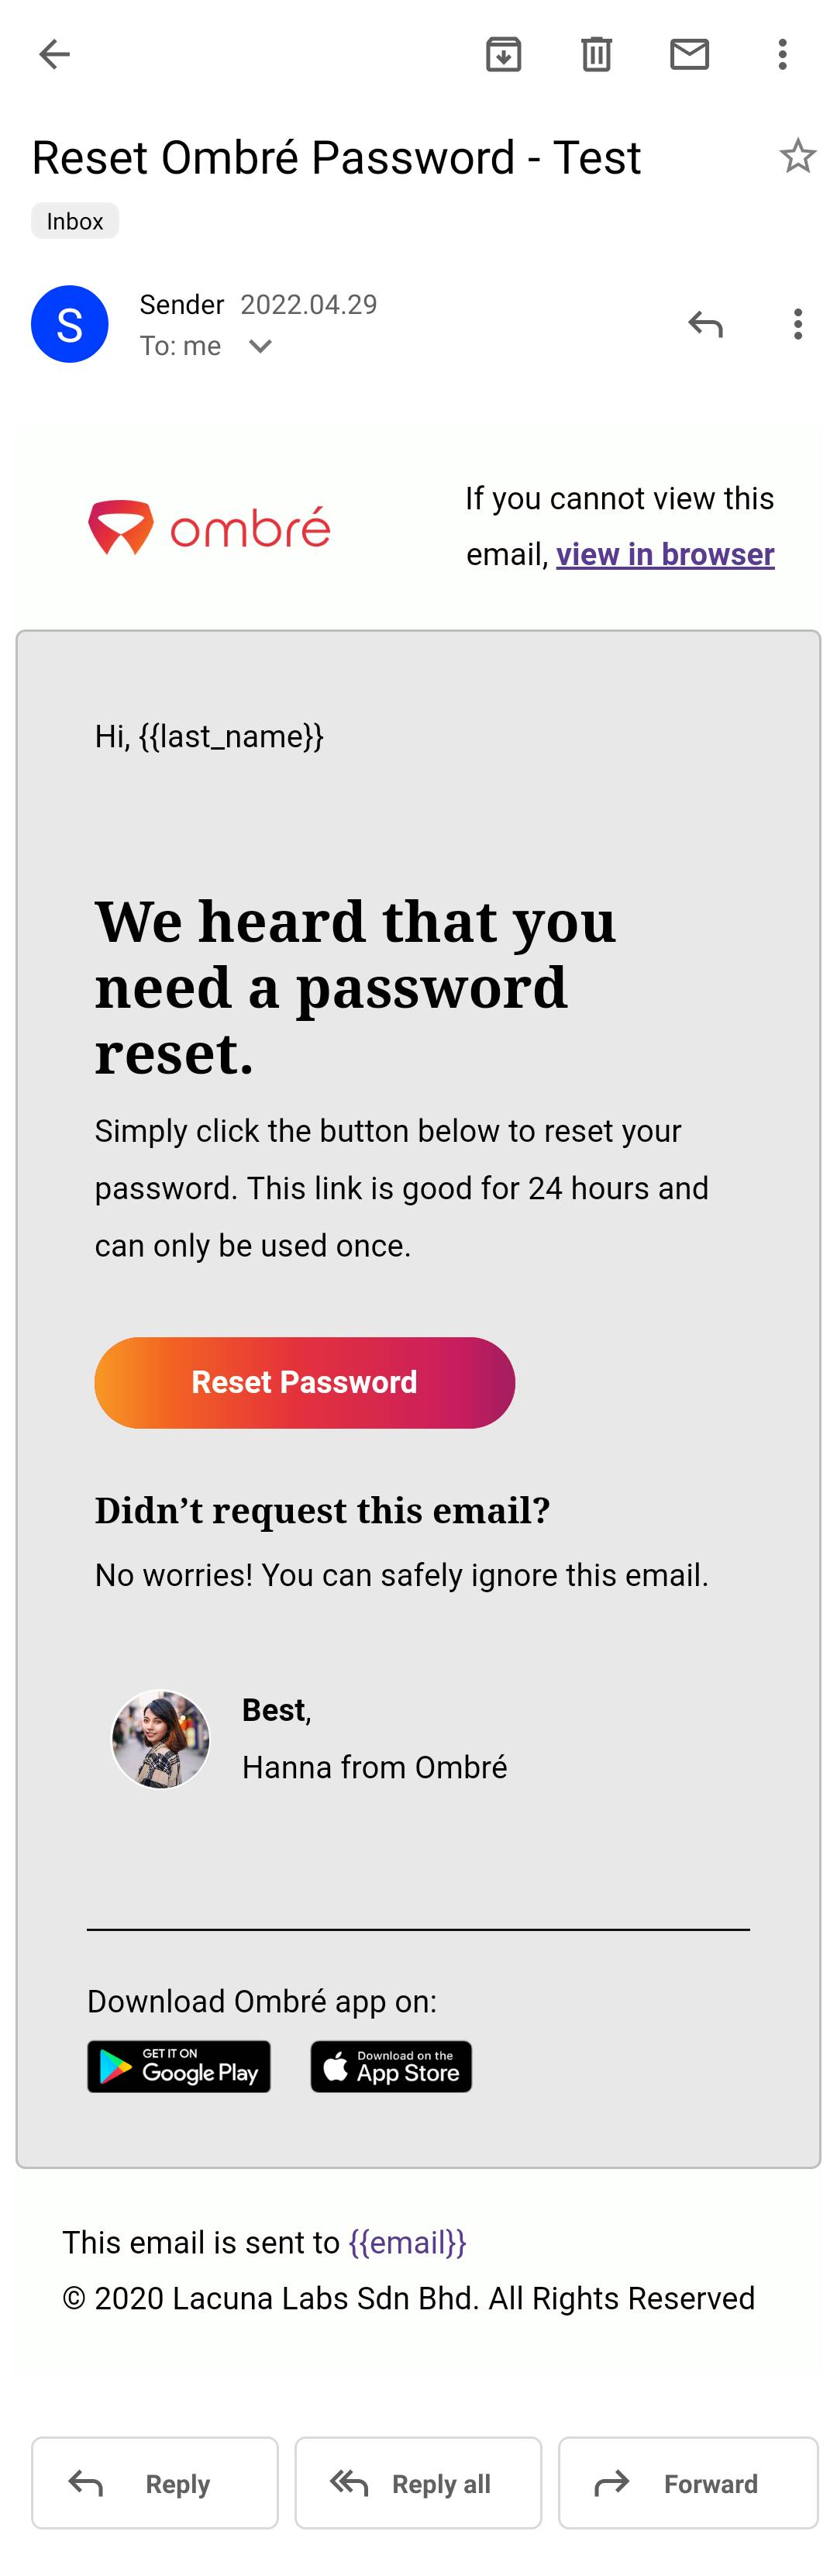 Reset Ombré Password - Test
Inbox
S
Sender 2022.04.29
To: me
ombré
If you cannot view this
email, view in browser
Hi, {{last_name}}
We heard that you
need a password
reset.
Simply click the button below to reset your
password. This link is good for 24 hours and
can only be used once.
Reset Password
Didn’t request this email?
No worries! You can safely ignore this email.
Best,
Hanna from Ombré
Download Ombré app on:
GET IT ON
Google Play
Download on the
App Store
This email is sent to {{email}}
© 2020 Lacuna Labs Sdn Bhd. All Rights Reserved
Reply
Reply all
Forward